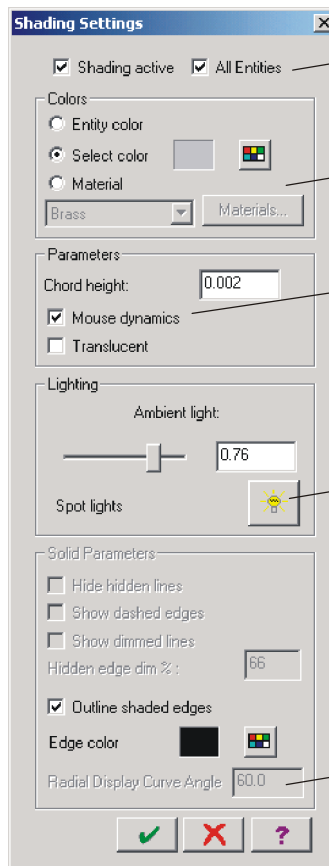 Shading Settings
Shading active All Entities
Colors
Entity color
Select color
Material
Brass Materials...
Parameters
Chord height: 0.002
Mouse dynamics
Translucent
Lighting
Ambient light:
0.76
Spot lights
Solid Parameters
Hide hidden lines
Show dashed edges
Show dimmed lines
Hidden edge dim % : 66
Outline shaded edges
Edge color
Radial Display Curve Angle 60.0
?